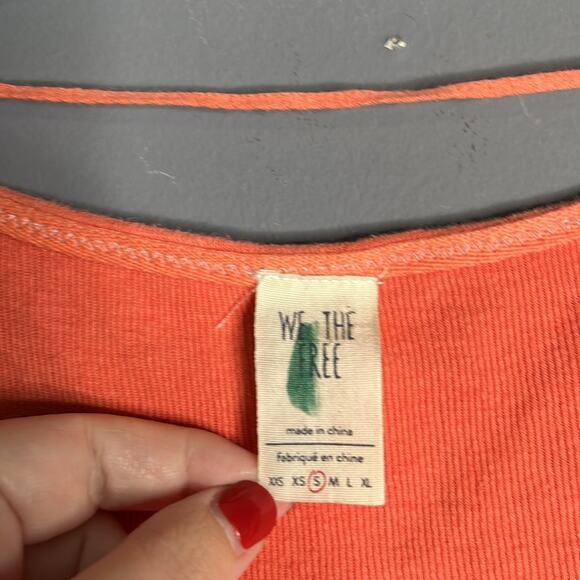 WE THE
FREE
made in china
fabriqué en chine
XXS XS S M L XL